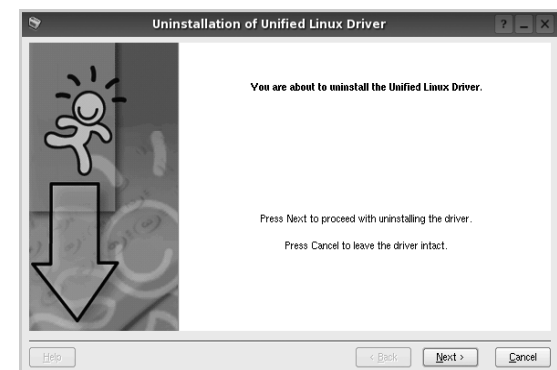 Uninstallation of Unified Linux Driver
You are about to uninstall the Unified Linux Driver.
Press Next to proceed with uninstalling the driver.
Press Cancel to leave the driver intact.
Help
< Back
Next >
Cancel